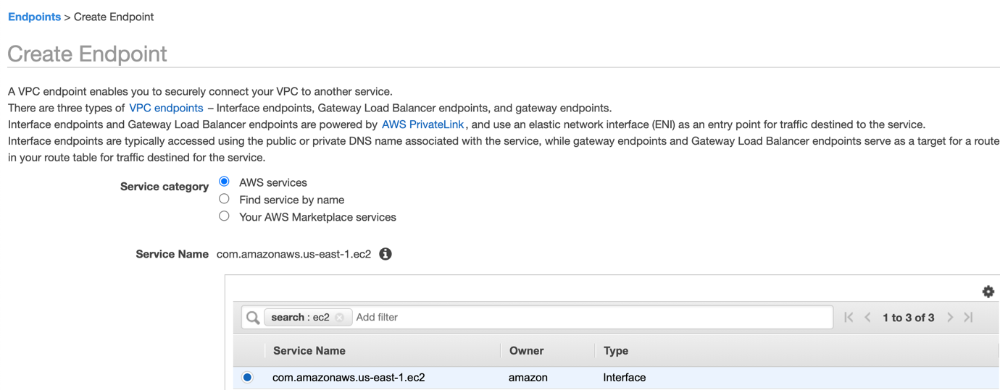 Endpoints > Create Endpoint
Create Endpoint
A VPC endpoint enables you to securely connect your VPC to another service.
There are three types of VPC endpoints – Interface endpoints, Gateway Load Balancer endpoints, and gateway endpoints.
Interface endpoints and Gateway Load Balancer endpoints are powered by AWS PrivateLink, and use an elastic network interface (ENI) as an entry point for traffic destined to the service.
Interface endpoints are typically accessed using the public or private DNS name associated with the service, while gateway endpoints and Gateway Load Balancer endpoints serve as a target for a route
in your route table for traffic destined for the service.
Service category AWS services
Find service by name
Your AWS Marketplace services
Service Name com.amazonaws.us-east-1.ec2
search : ec2 Add filter 1 to 3 of 3
Service Name Owner Type
com.amazonaws.us-east-1.ec2 amazon Interface